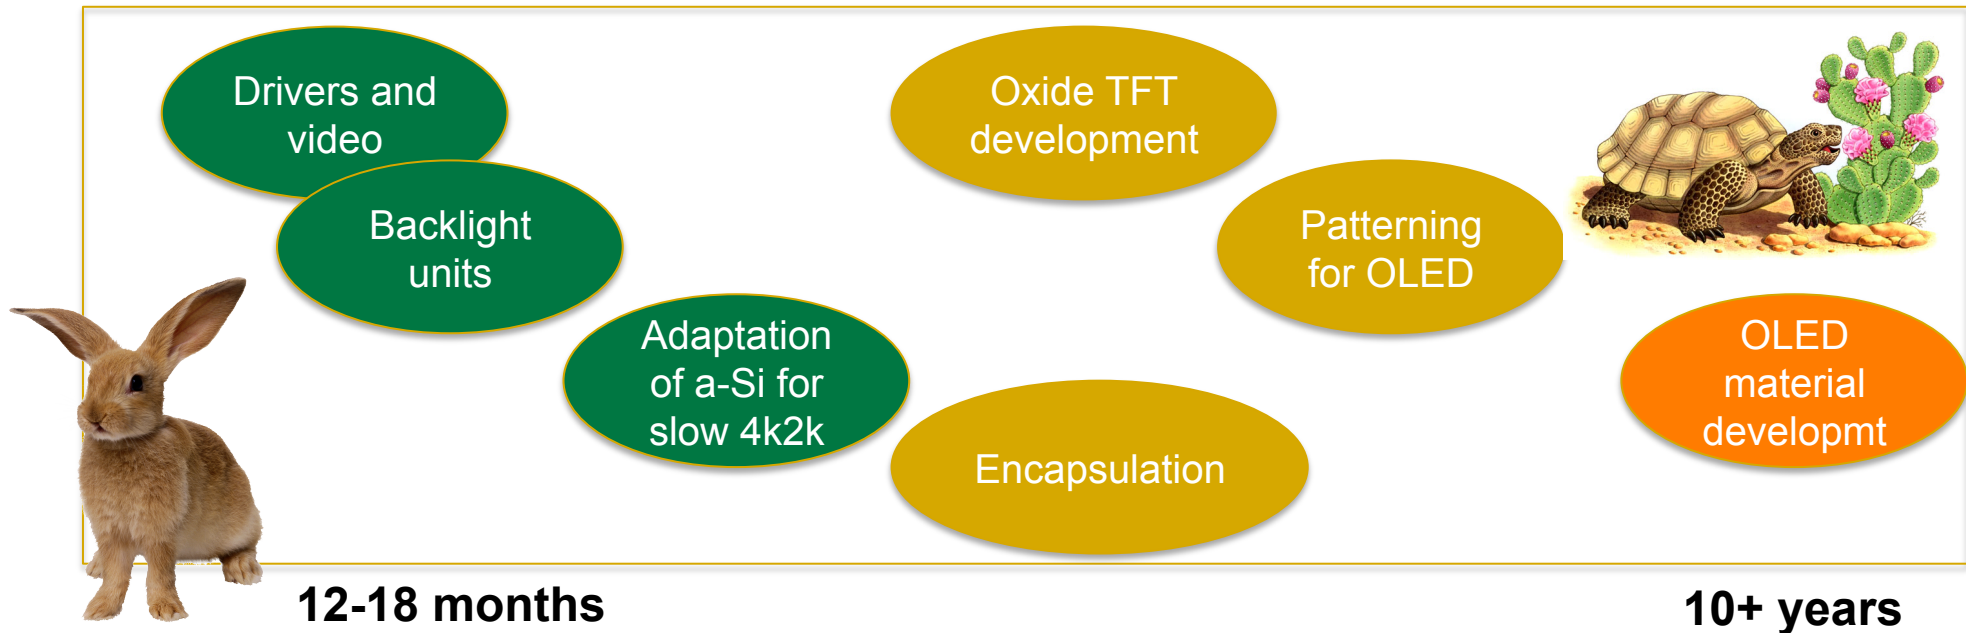 Drivers and
video
Backlight
units
Adaptation
of a-Si for
slow 4k2k
Oxide TFT
development
Encapsulation
Patterning
for OLED
OLED
material
developmt
12-18 months
10+ years